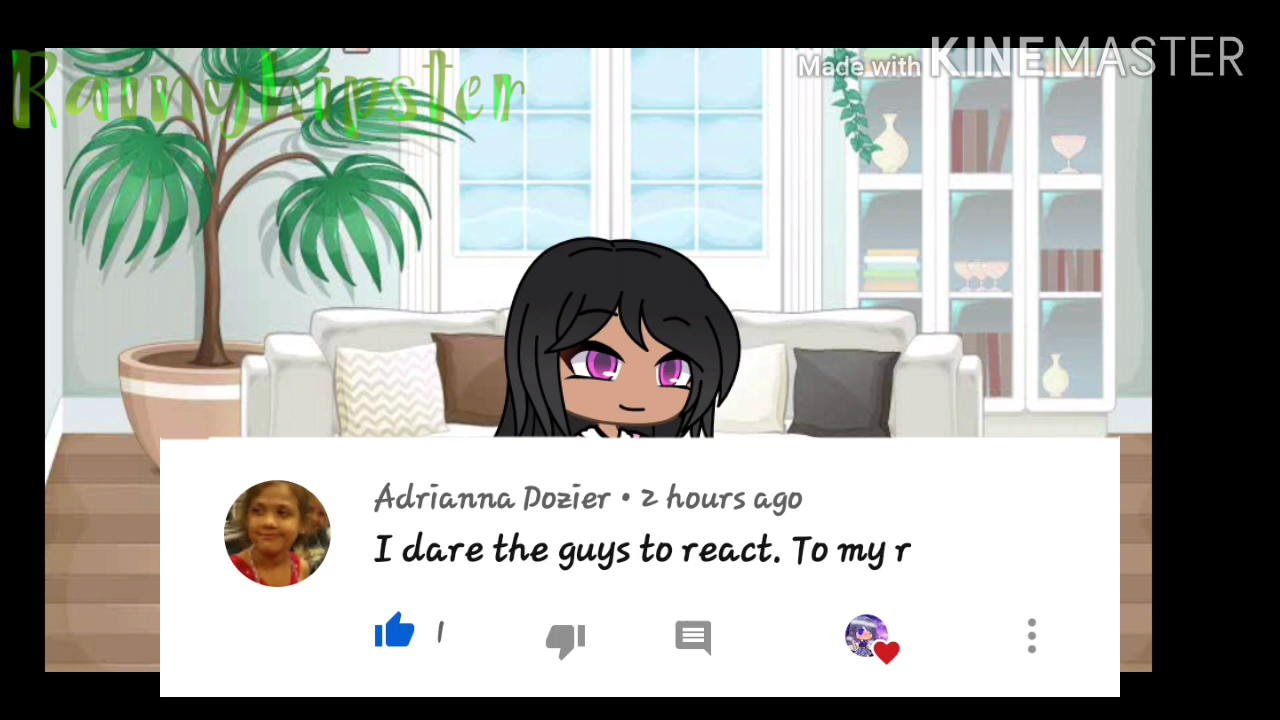 Rainyhipster
Made with KINEMASTER
Adrianna Dozier • 2 hours ago
I dare the guys to react. To my r
1